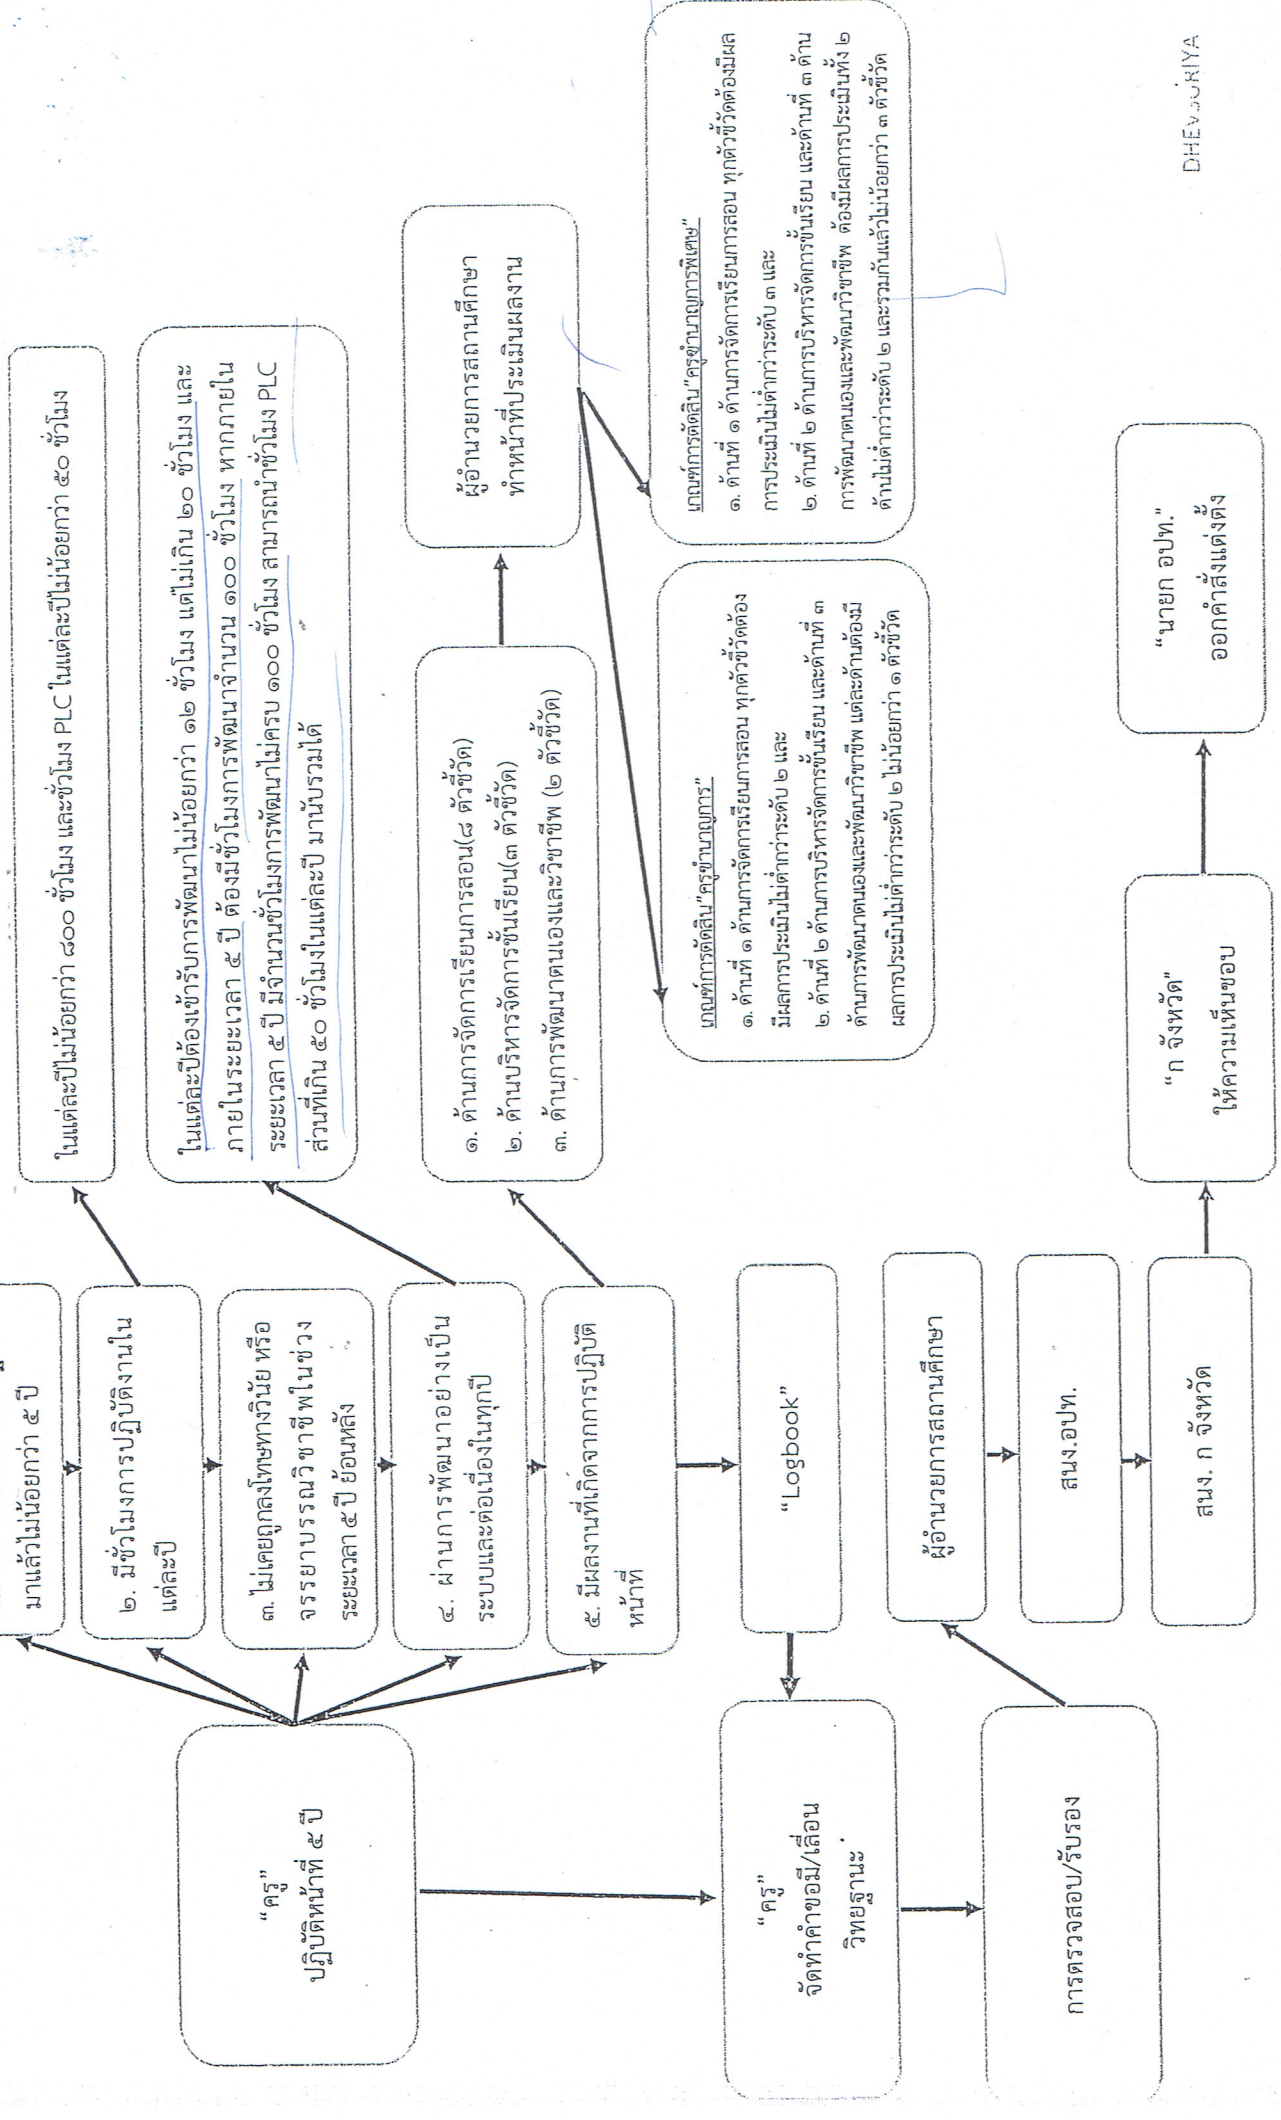 “ครู”
ปฏิบัติหน้าที่ ๕ ปี
มาแล้วไม่น้อยกว่า ๕ ปี
๒. มีชั่วโมงการปฏิบัติงานใน
แต่ละปี
ในแต่ละปีไม่น้อยกว่า ๘๐๐ ชั่วโมง และชั่วโมง PLC ในแต่ละปีไม่น้อยกว่า ๕๐ ชั่วโมง
๓. ไม่เคยถูกลงโทษทางวินัย หรือ
จรรยาบรรณวิชาชีพในช่วง
ระยะเวลา ๕ ปี ย้อนหลัง
๔. ผ่านการพัฒนาอย่างเป็น
ระบบและต่อเนื่องในทุกปี
ในแต่ละปีต้องเข้ารับการพัฒนาไม่น้อยกว่า ๑๒ ชั่วโมง แต่ไม่เกิน ๒๐ ชั่วโมง และ
ภายในระยะเวลา ๕ ปี ต้องมีชั่วโมงการพัฒนาจำนวน ๑๐๐ ชั่วโมง หากภายใน
ระยะเวลา ๕ ปี มีจำนวนชั่วโมงการพัฒนาไม่ครบ ๑๐๐ ชั่วโมง สามารถนำชั่วโมง PLC
ส่วนที่เกิน ๕๐ ชั่วโมงในแต่ละปี มานับรวมได้
๕. มีผลงานที่เกิดจากการปฏิบัติ
หน้าที่
๑. ด้านการจัดการเรียนการสอน(๘ ตัวชี้วัด)
๒. ด้านบริหารจัดการชั้นเรียน(๓ ตัวชี้วัด)
๓. ด้านการพัฒนาตนเองและวิชาชีพ (๒ ตัวชี้วัด)
ผู้อำนวยการสถานศึกษา
ทำหน้าที่ประเมินผลงาน
เกณฑ์การตัดสิน“ครูชำนาญการ”
๑. ด้านที่ ๑ ด้านการจัดการเรียนการสอน ทุกตัวชี้วัดต้อง
มีผลการประเมินไม่ต่ำกว่าระดับ ๒ และ
๒. ด้านที่ ๒ ด้านการบริหารจัดการชั้นเรียน และด้านที่ ๓
ด้านการพัฒนาตนเองและพัฒนาวิชาชีพ แต่ละด้านต้องมี
ผลการประเมินไม่ต่ำกว่าระดับ ๒ ไม่น้อยกว่า ๑ ตัวชี้วัด
เกณฑ์การตัดสิน“ครูชำนาญการพิเศษ”
๑. ด้านที่ ๑ ด้านการจัดการเรียนการสอน ทุกตัวชี้วัดต้องมีผล
การประเมินไม่ต่ำกว่าระดับ ๓ และ
๒. ด้านที่ ๒ ด้านการบริหารจัดการชั้นเรียน และด้านที่ ๓ ด้าน
การพัฒนาตนเองและพัฒนาวิชาชีพ ต้องมีผลการประเมินทั้ง ๒
ด้านไม่ต่ำกว่าระดับ ๒ และรวมกันแล้วไม่น้อยกว่า ๓ ตัวชี้วัด
“Logbook”
“ครู”
จัดทำคำขอมี/เลื่อน
วิทยฐานะ
การตรวจสอบ/รับรอง
ผู้อำนวยการสถานศึกษา
สนง.อปท.
สนง. ก จังหวัด
“ก จังหวัด”
ให้ความเห็นชอบ
“นายก อปท.”
ออกคำสั่งแต่งตั้ง